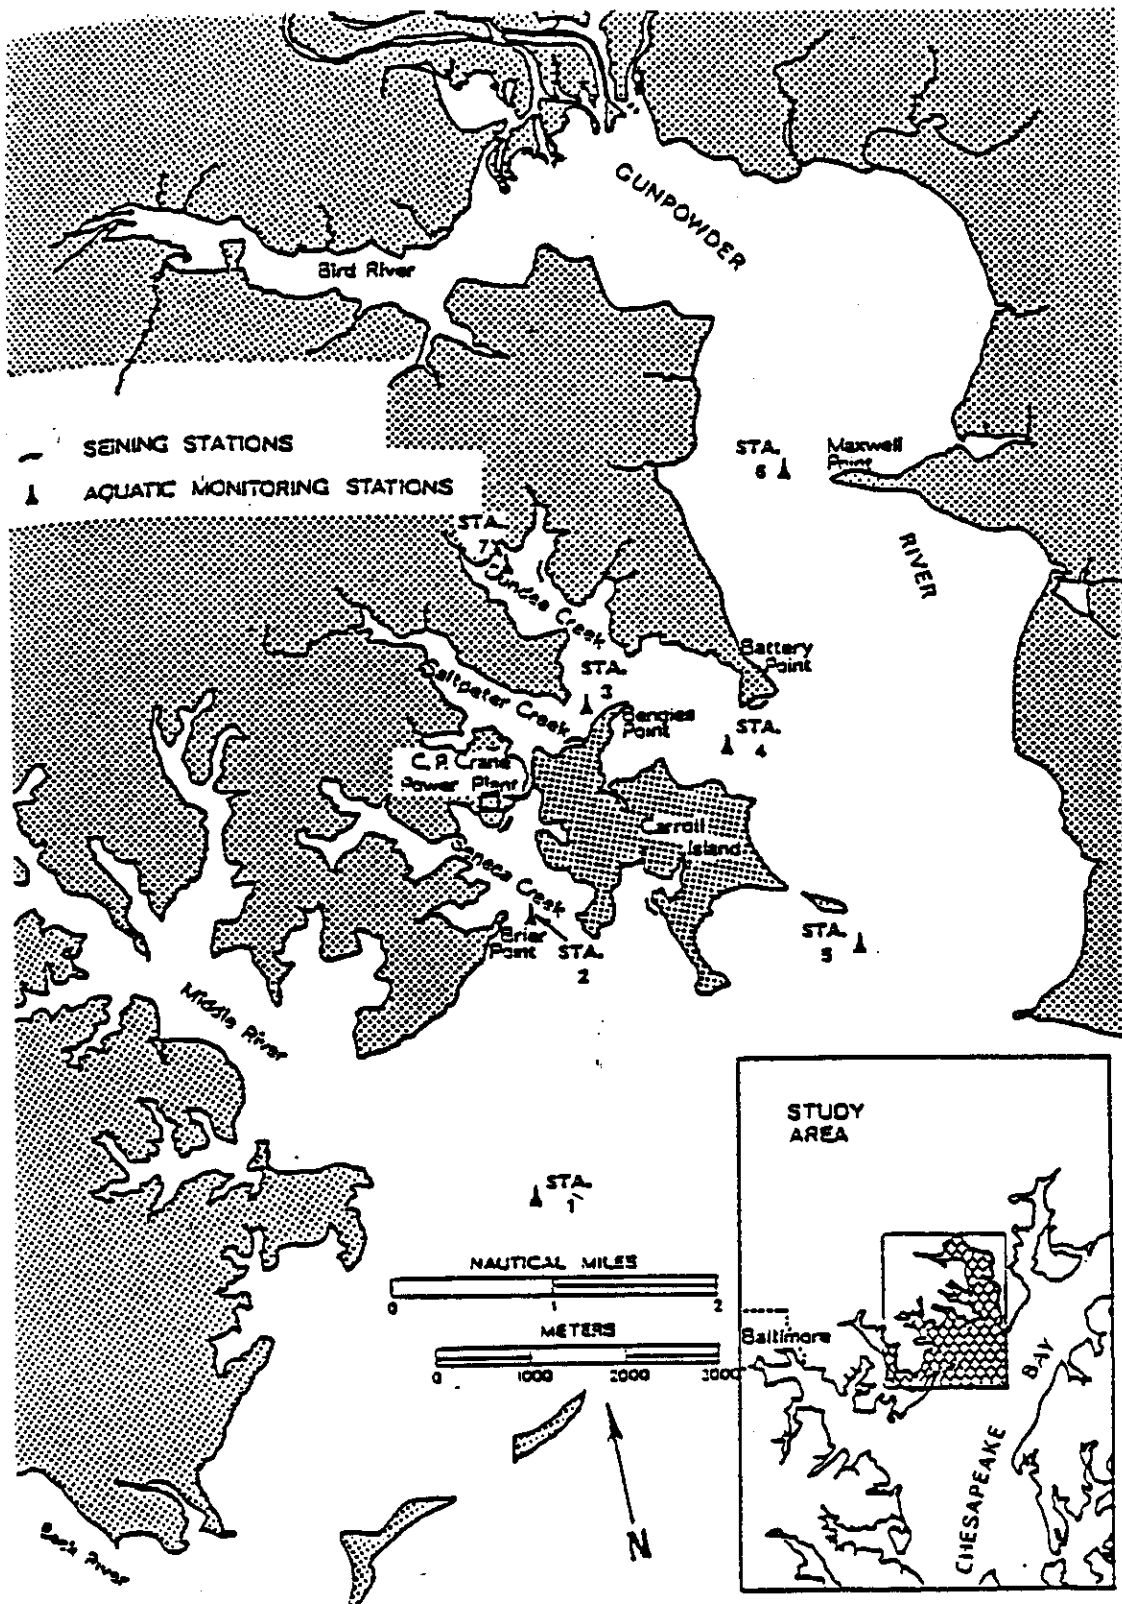 GUNPOWDER
Bird River
SEINING STATIONS
AQUATIC MONITORING STATIONS
STA.
6
Maxwell
Point
STA.
7
RIVER
Dundee Creek
Battery
Point
STA.
3
Saltpeter Creek
Bengies
Point
STA.
4
C. P. Crane
Power Plant
Carroll
Island
Seneca Creek
Brier
Point
STA.
2
STA.
5
Middle River
STUDY
AREA
STA.
1
NAUTICAL MILES
0 1 2
METERS
0 1000 2000 3000
Baltimore
CHESAPEAKE BAY
N
Back River